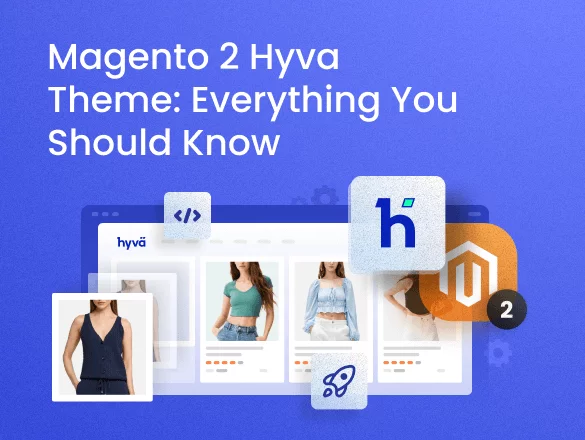 Magento 2 Hyva
Theme: Everything You
Should Know
</>
hyvä
h
2